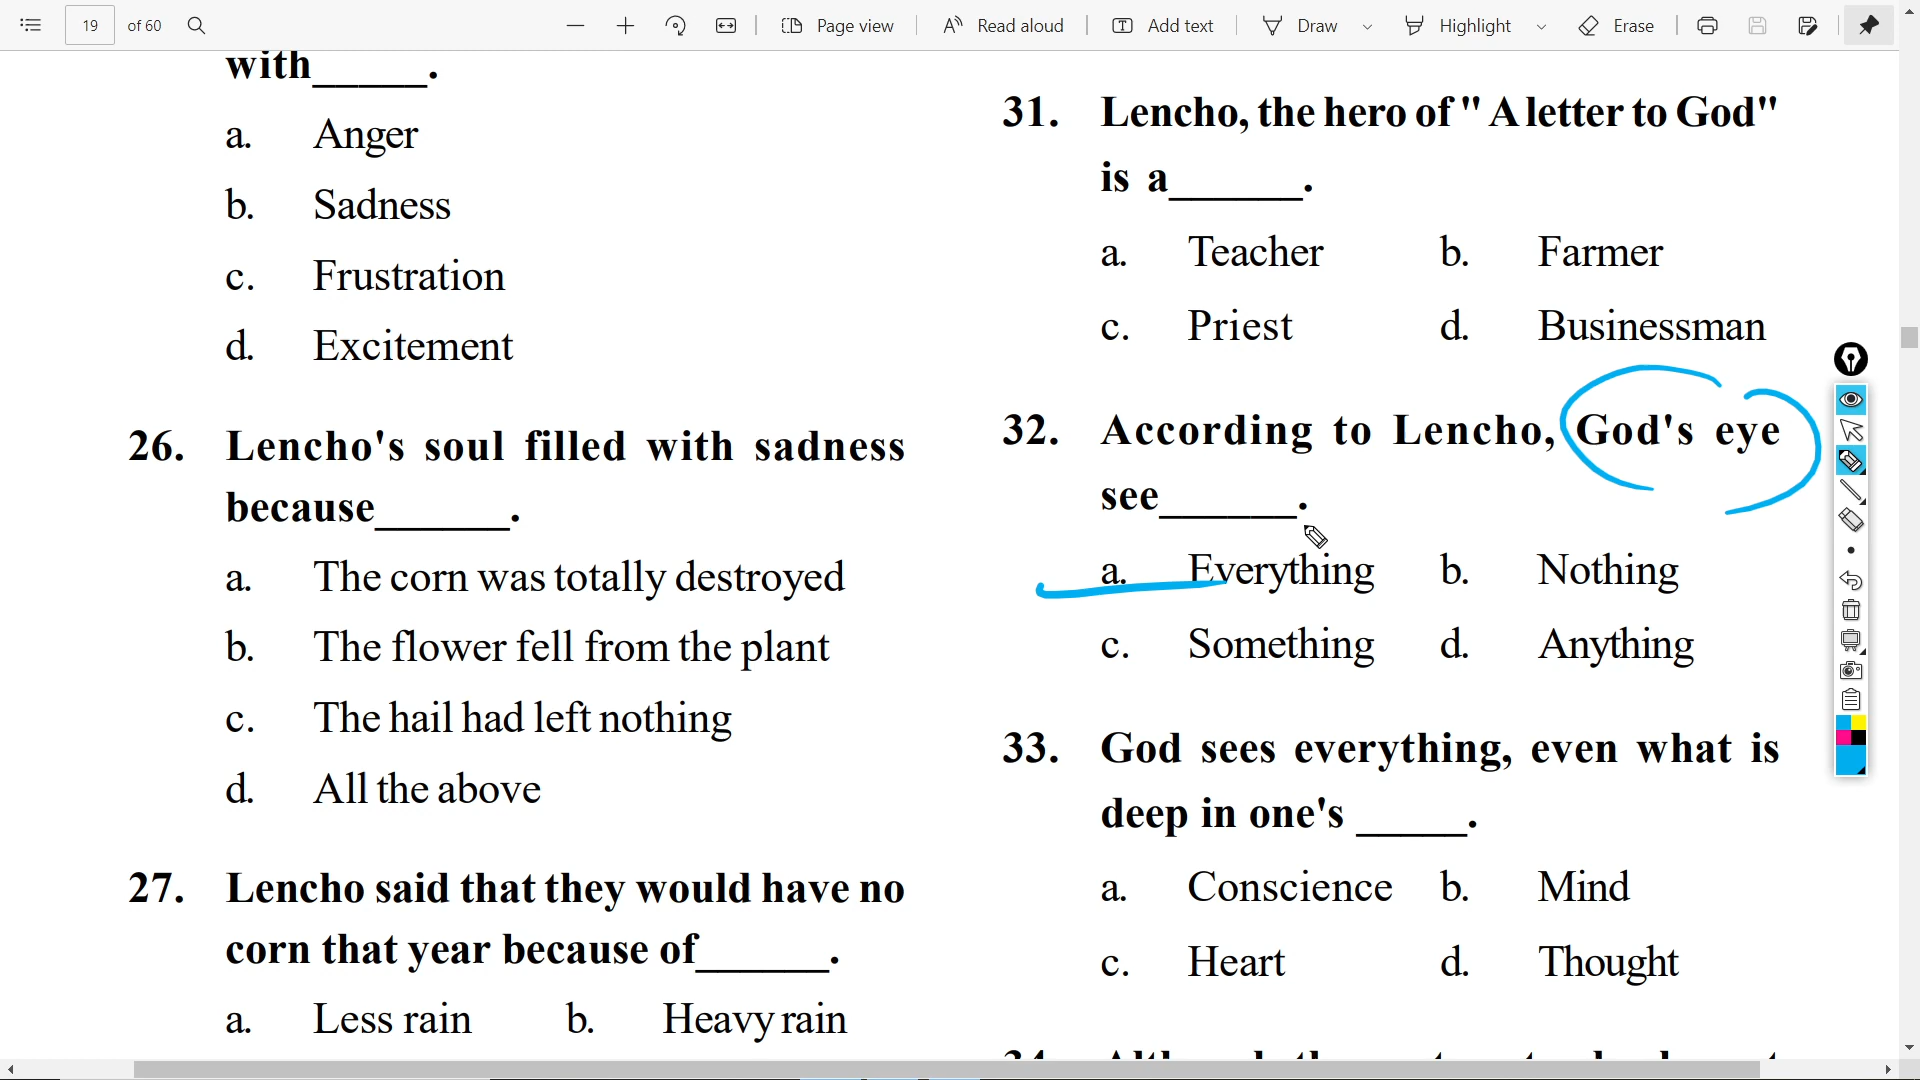 19 of 60 Page view Read aloud Add text Draw Highlight Erase
with_____.
a. Anger
b. Sadness
c. Frustration
d. Excitement
26. Lencho's soul filled with sadness
because______.
a. The corn was totally destroyed
b. The flower fell from the plant
c. The hail had left nothing
d. All the above
27. Lencho said that they would have no
corn that year because of______.
a. Less rain b. Heavy rain
31. Lencho, the hero of " A letter to God"
is a______.
a. Teacher b. Farmer
c. Priest d. Businessman
32. According to Lencho, God's eye
see______.
a. Everything b. Nothing
c. Something d. Anything
33. God sees everything, even what is
deep in one's _____.
a. Conscience b. Mind
c. Heart d. Thought